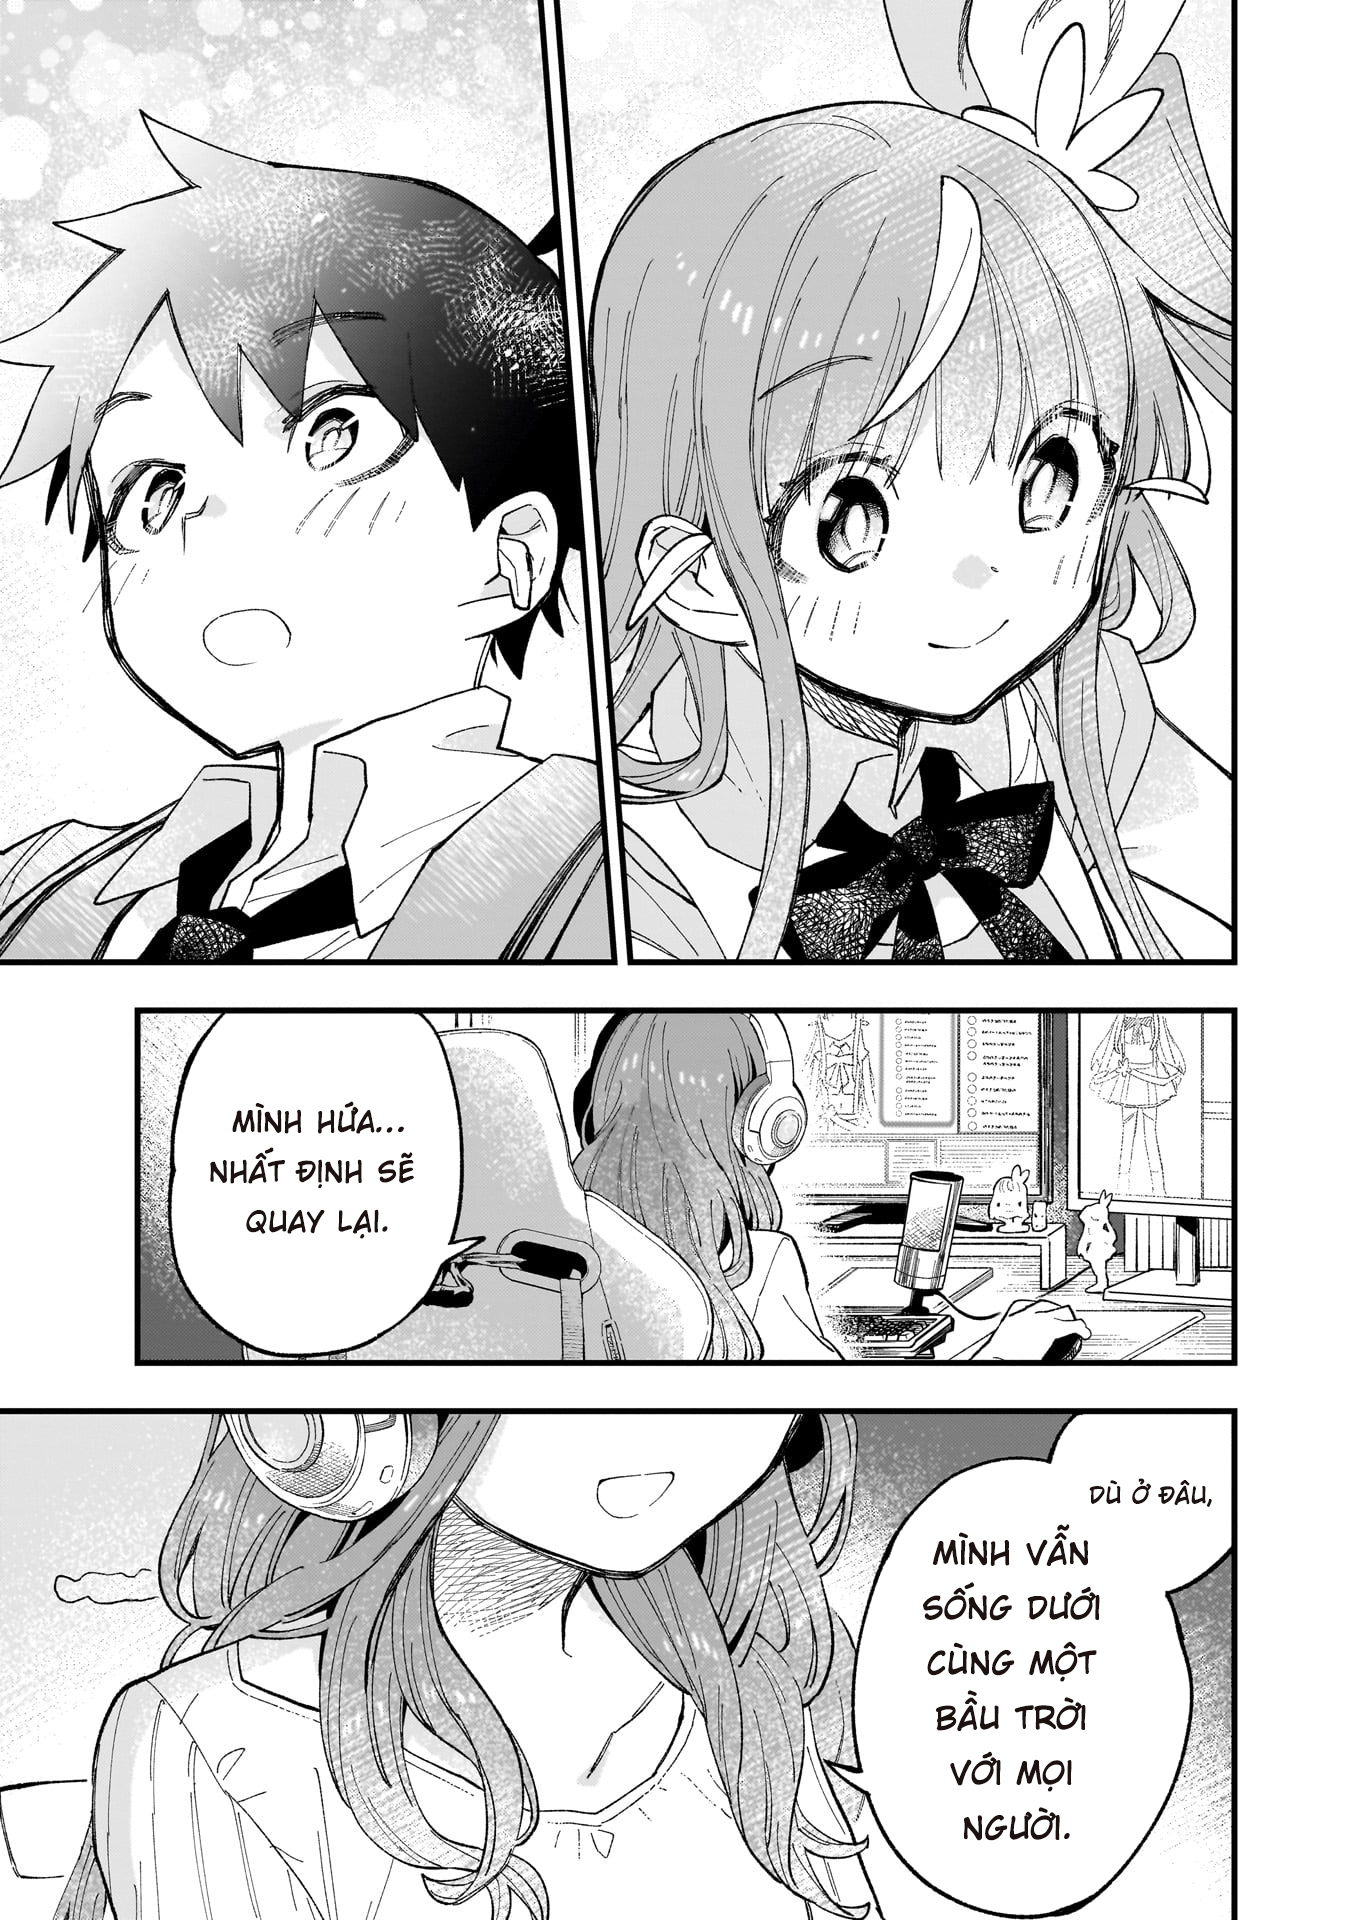 MÌNH HỨA...
NHẤT ĐỊNH SẼ
QUAY LẠI.
DÙ Ở ĐÂU,
MÌNH VẪN
SỐNG DƯỚI
CÙNG MỘT
BẦU TRỜI
VỚI MỌI
NGƯỜI.